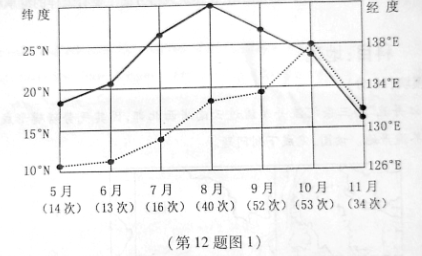 纬度
经度
25°N
138°E
20°N
134°E
15°N
130°E
10°N
126°E
5月 6月 7月 8月 9月 10月 11月
(14次) (13次) (16次) (40次) (52次) (53次) (34次)
(第12题图1)